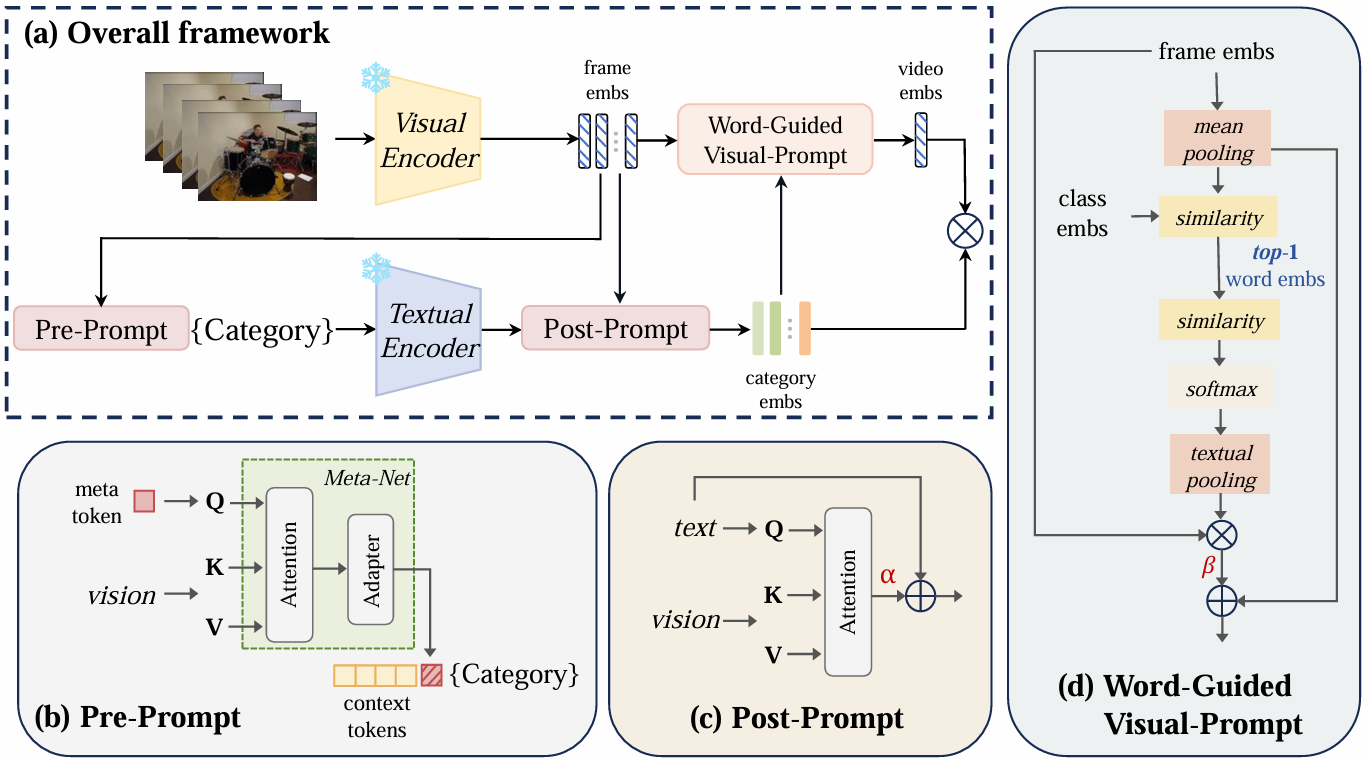 (a) Overall framework
frame
embs
video
embs
Visual
Encoder
Word-Guided
Visual-Prompt
Pre-Prompt
{Category}
Textual
Encoder
Post-Prompt
category
embs
(b) Pre-Prompt
Meta-Net
meta
token
Q
K
V
vision
Attention
Adapter
{Category}
context
tokens
(c) Post-Prompt
text
Q
K
V
vision
Attention
α
frame embs
mean
pooling
class
embs
similarity
top-1
word embs
similarity
softmax
textual
pooling
β
(d) Word-Guided
Visual-Prompt